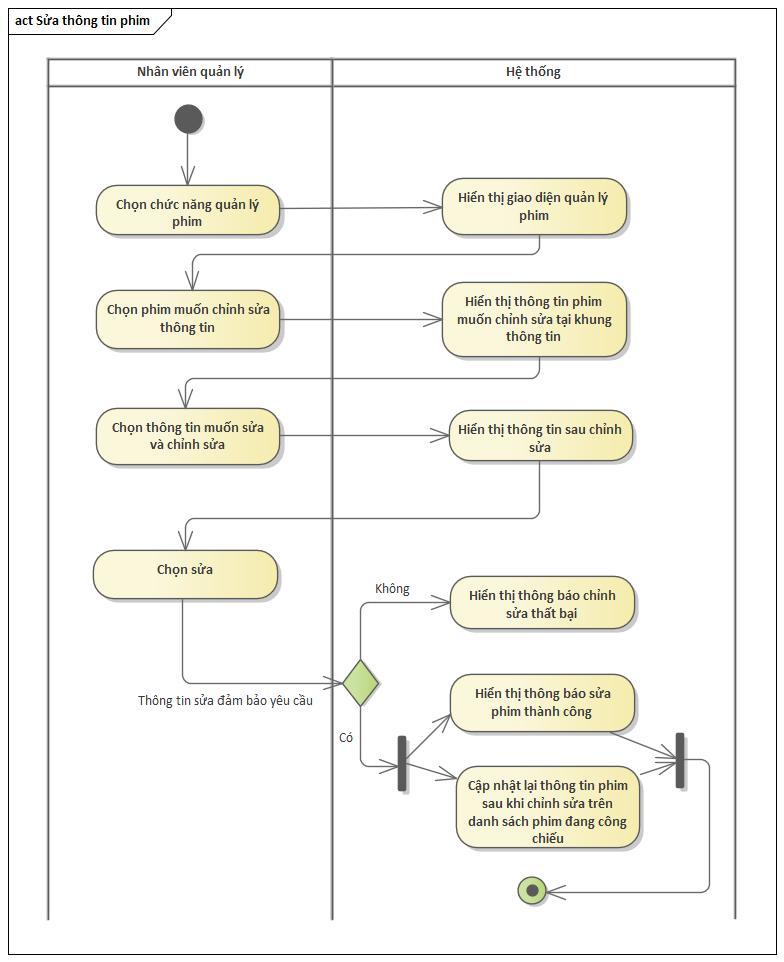 act Sửa thông tin phim
Nhân viên quản lý
Hệ thống
Chọn chức năng quản lý
phim
Hiển thị giao diện quản lý
phim
Chọn phim muốn chỉnh sửa
thông tin
Hiển thị thông tin phim
muốn chỉnh sửa tại khung
thông tin
Chọn thông tin muốn sửa
và chỉnh sửa
Hiển thị thông tin sau chỉnh
sửa
Chọn sửa
Không
Hiển thị thông báo chỉnh
sửa thất bại
Thông tin sửa đảm bảo yêu cầu
Có
Hiển thị thông báo sửa
phim thành công
Cập nhật lại thông tin phim
sau khi chỉnh sửa trên
danh sách phim đang công
chiếu